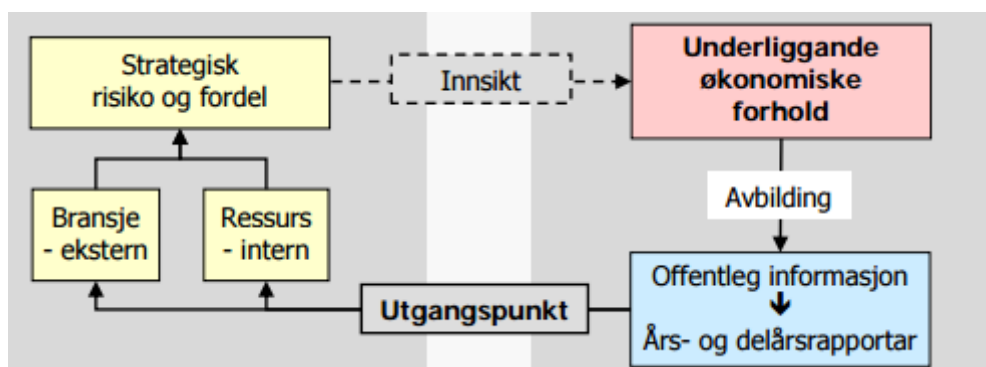 Strategisk
risiko og fordel
Innsikt
Underliggande
økonomiske
forhold
Avbilding
Bransje
- ekstern
Ressurs
- intern
Utgangspunkt
Offentleg informasjon
Års- og delårsrapportar